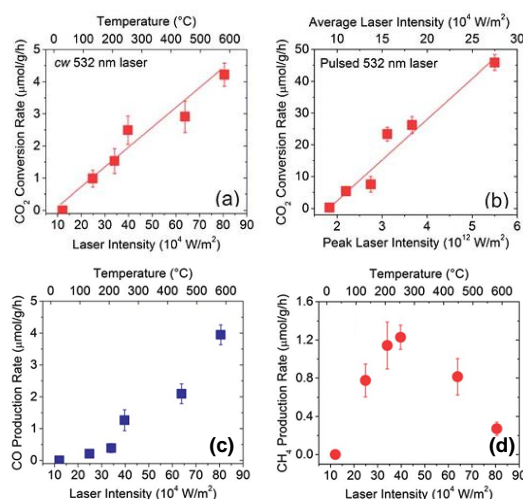 Temperature (°C)
0 100 200 300 400 500 600
cw 532 nm laser
CO₂ Conversion Rate (μmol/g/h)
5
4
3
2
1
0
(a)
10 20 30 40 50 60 70 80 90
Laser Intensity (10⁴ W/m²)
Average Laser Intensity (10⁴ W/m²)
10 15 20 25 30
Pulsed 532 nm laser
CO₂ Conversion Rate (μmol/g/h)
50
40
30
20
10
0
(b)
2 3 4 5 6
Peak Laser Intensity (10¹² W/m²)
Temperature (°C)
0 100 200 300 400 500 600
CO Production Rate (μmol/g/h)
5
4
3
2
1
0
(c)
10 20 30 40 50 60 70 80 90
Laser Intensity (10⁴ W/m²)
Temperature (°C)
0 100 200 300 400 500 600
CH₄ Production Rate (μmol/g/h)
1.6
1.2
0.8
0.4
0.0
(d)
0 10 20 30 40 50 60 70 80 90
Laser Intensity (10⁴ W/m²)